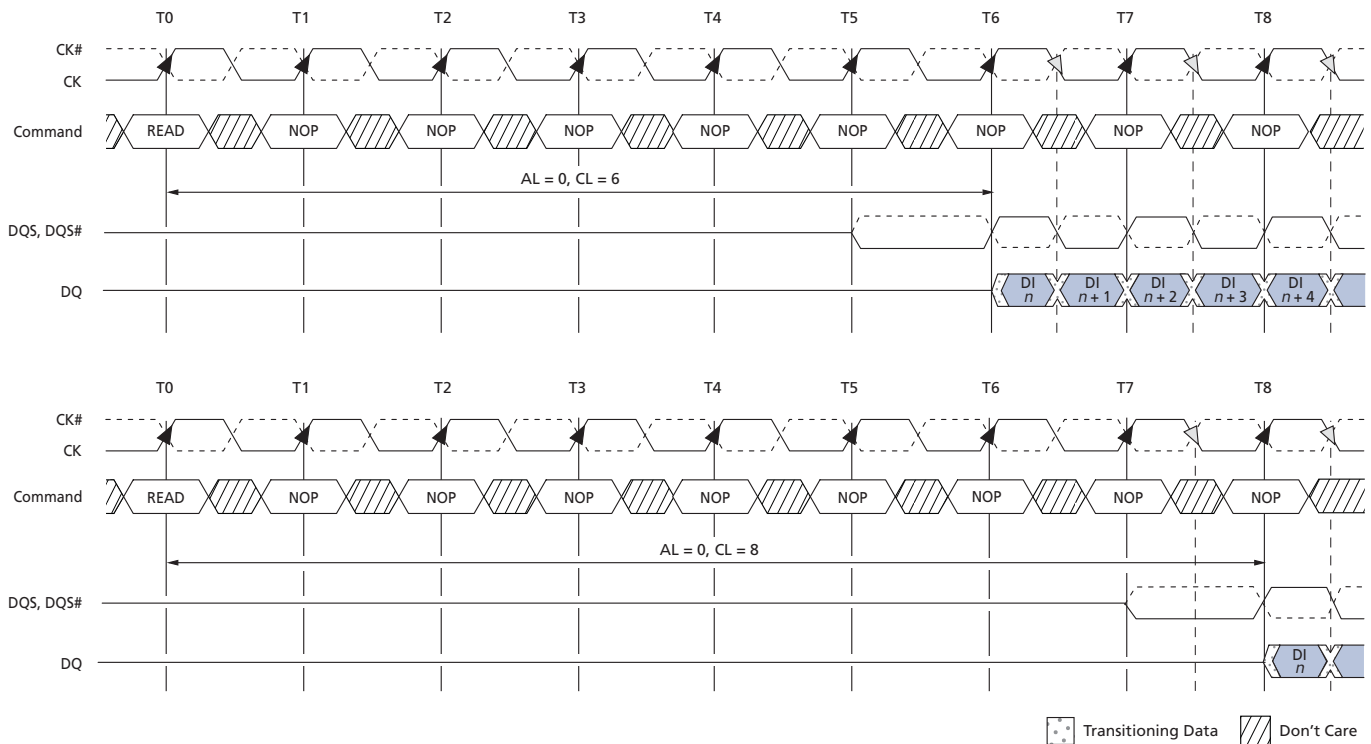 T0 T1 T2 T3 T4 T5 T6 T7 T8
CK#
CK
Command READ NOP NOP NOP NOP NOP NOP NOP NOP
AL = 0, CL = 6
DQS, DQS#
DQ DI n DI n + 1 DI n + 2 DI n + 3 DI n + 4
T0 T1 T2 T3 T4 T5 T6 T7 T8
CK#
CK
Command READ NOP NOP NOP NOP NOP NOP NOP NOP
AL = 0, CL = 8
DQS, DQS#
DQ DI n
Transitioning Data Don't Care